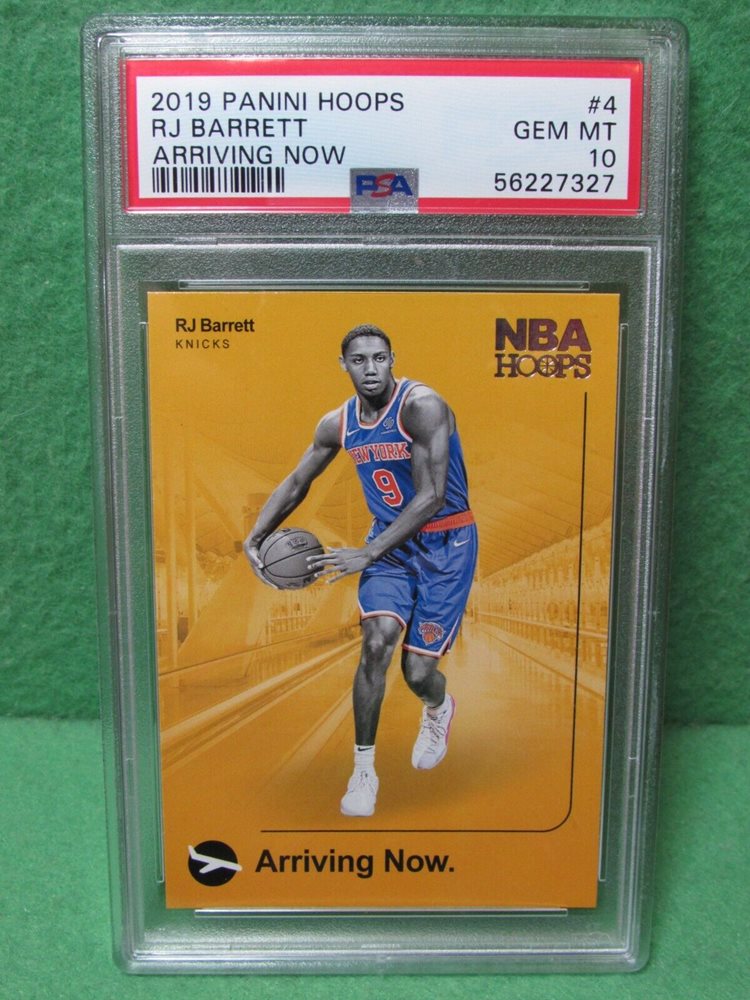 2019 PANINI HOOPS #4
RJ BARRETT GEM MT
ARRIVING NOW 10
PSA 56227327
RJ Barrett
KNICKS
NBA
HOOPS
NEW YORK
9
Arriving Now.